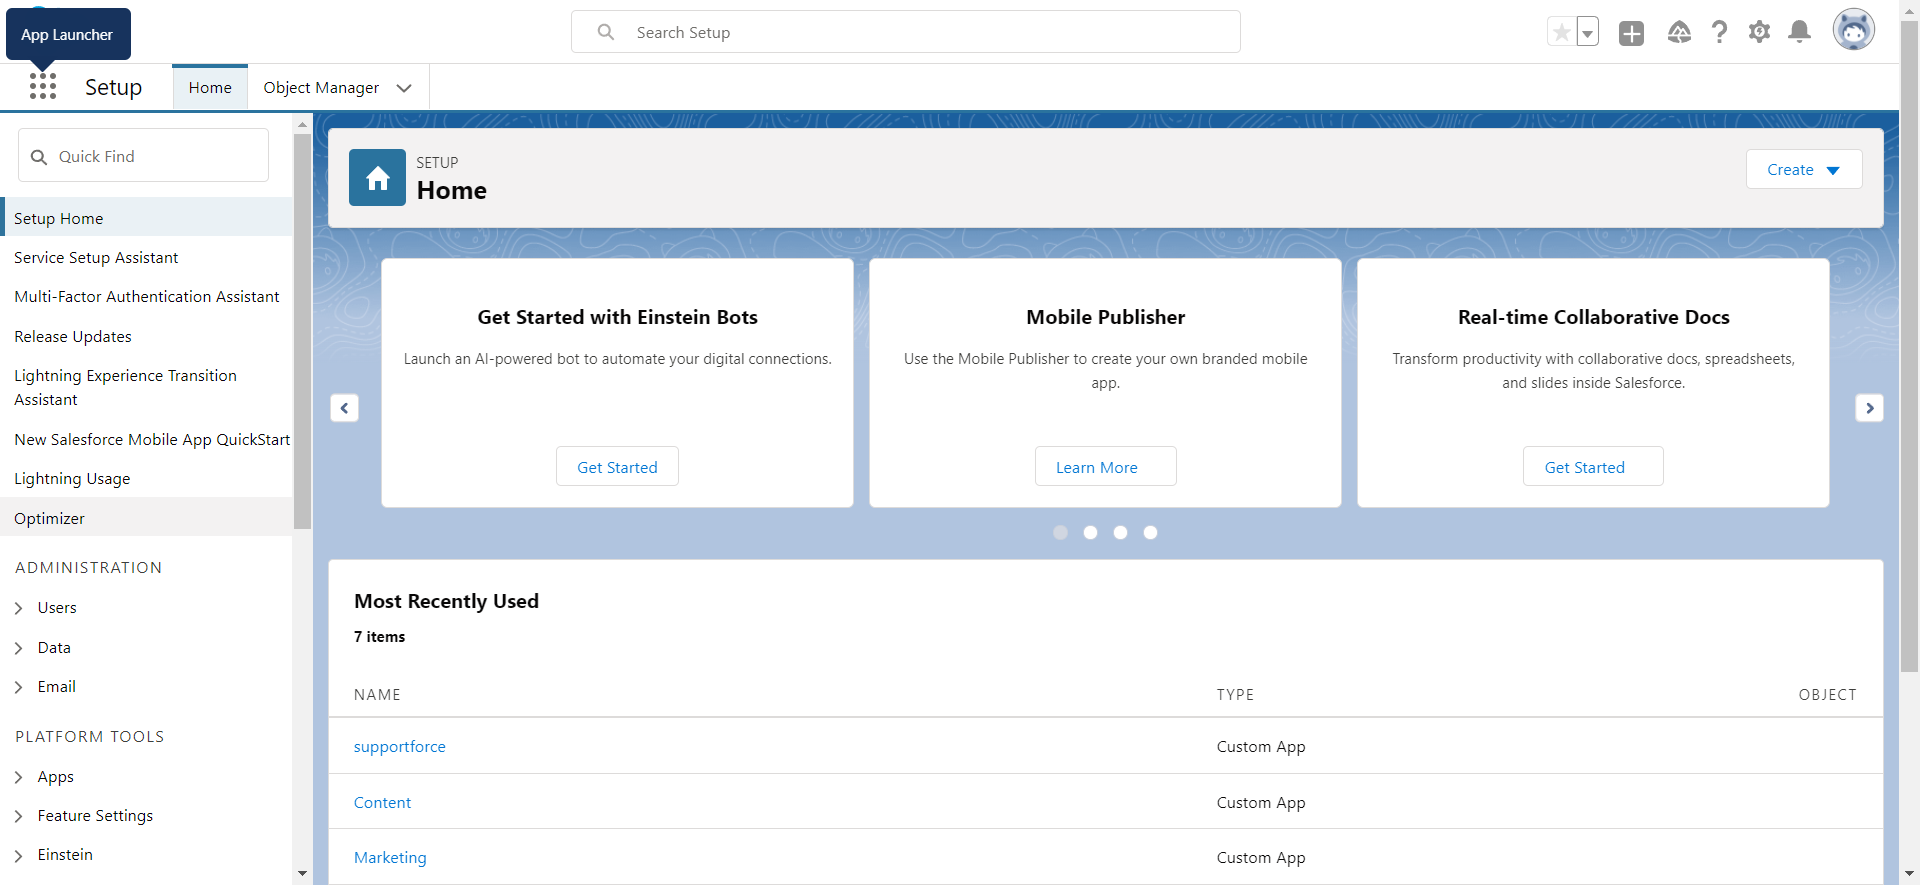 App Launcher
Search Setup
Setup
Home
Object Manager
Quick Find
Setup Home
Service Setup Assistant
Multi-Factor Authentication Assistant
Release Updates
Lightning Experience Transition
Assistant
New Salesforce Mobile App QuickStart
Lightning Usage
Optimizer
ADMINISTRATION
Users
Data
Email
PLATFORM TOOLS
Apps
Feature Settings
Einstein
SETUP
Home
Create
Get Started with Einstein Bots
Launch an AI-powered bot to automate your digital connections.
Get Started
Mobile Publisher
Use the Mobile Publisher to create your own branded mobile
app.
Learn More
Real-time Collaborative Docs
Transform productivity with collaborative docs, spreadsheets,
and slides inside Salesforce.
Get Started
Most Recently Used
7 items
NAME TYPE OBJECT
supportforce Custom App
Content Custom App
Marketing Custom App